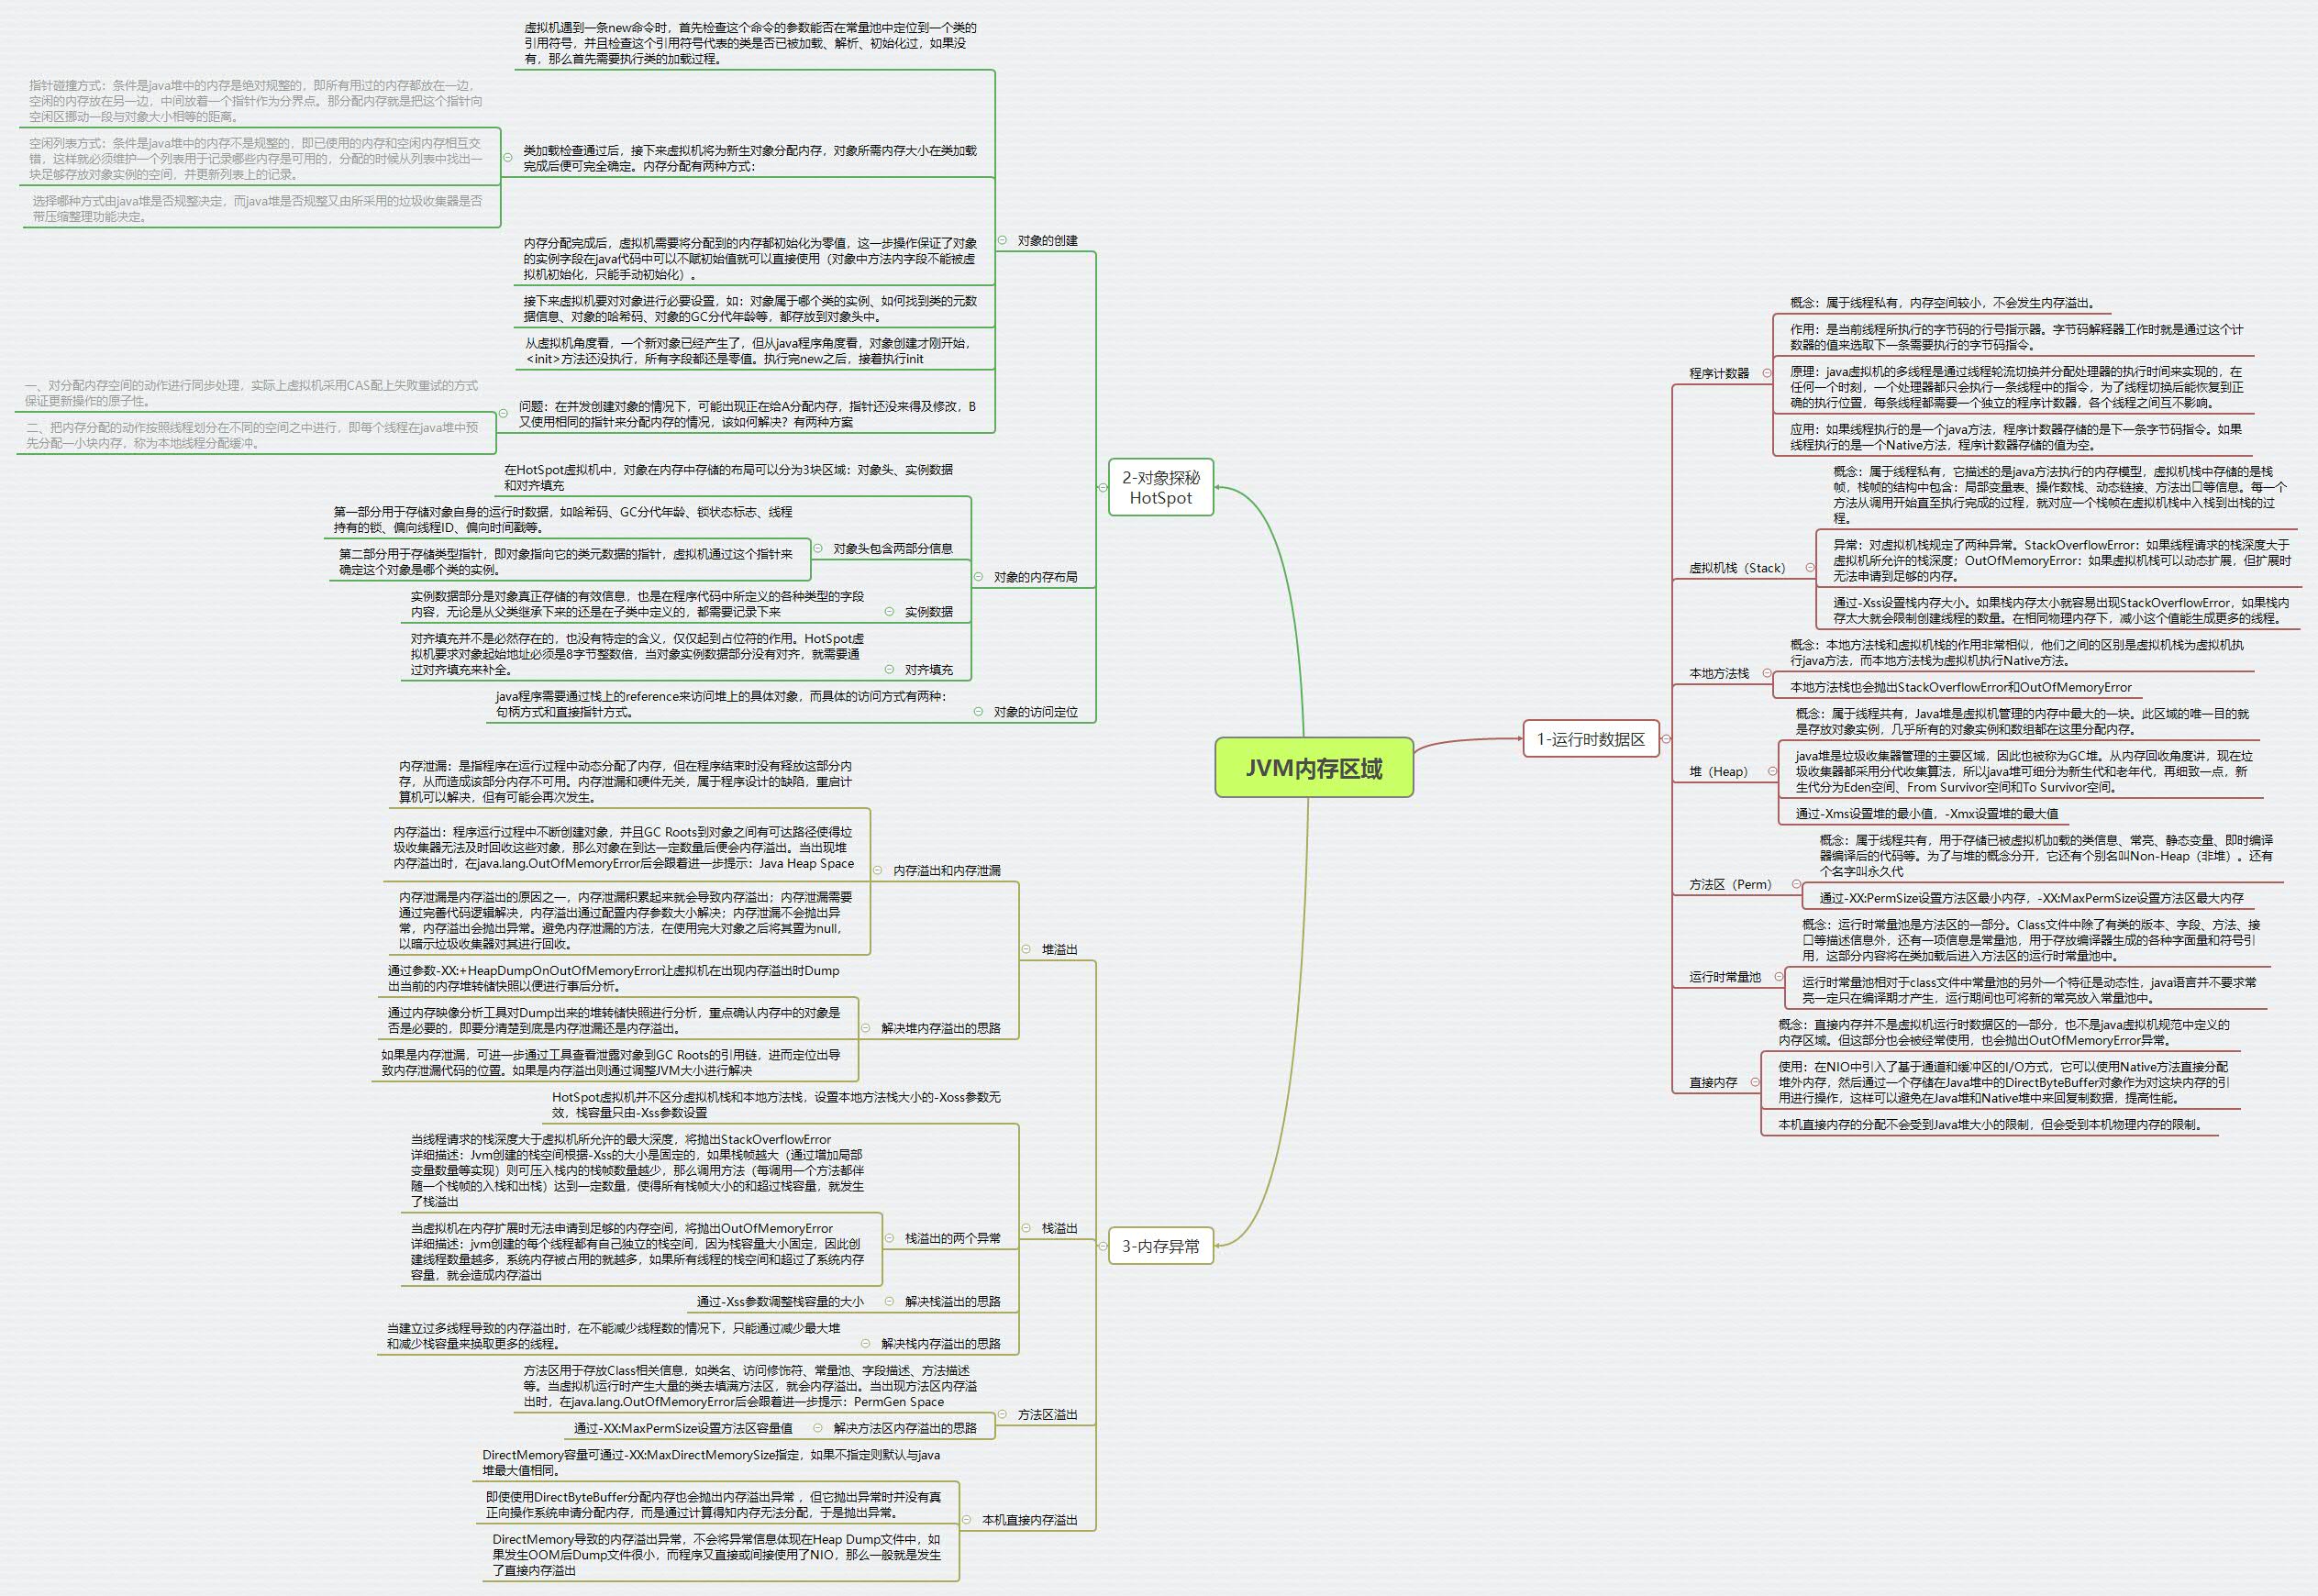 JVM内存区域
1-运行时数据区
程序计数器
概念：属于线程私有，内存空间较小，不会发生内存溢出。
作用：是当前线程所执行的字节码的行号指示器。字节码解释器工作时就是通过这个计
数器的值来选取下一条需要执行的字节码指令。
原理：java虚拟机的多线程是通过线程轮流切换并分配处理器的执行时间来实现的，在
任何一个时刻，一个处理器都只会执行一条线程中的指令，为了线程切换后能恢复到正
确的执行位置，每条线程都需要一个独立的程序计数器，各个线程之间互不影响。
应用：如果线程执行的是一个java方法，程序计数器存储的是下一条字节码指令。如果
线程执行的是一个Native方法，程序计数器存储的值为空。
虚拟机栈（Stack）
概念：属于线程私有，它描述的是java方法执行的内存模型，虚拟机栈中存储的是栈
帧，栈帧的结构中包含：局部变量表、操作数栈、动态链接、方法出□等信息。每一个
方法从调用开始直至执行完成的过程，就对应一个栈帧在虚拟机栈中入栈到出栈的过
程。
异常：对虚拟机栈规定了两种异常。StackOverflowError：如果线程请求的栈深度大于
虚拟机所允许的栈深度；OutOfMemoryError：如果虚拟机栈可以动态扩展，但扩展时
无法申请到足够的内存。
通过-Xss设置栈内存大小。如果栈内存太小就容易出现StackOverflowError，如果栈内
存太大就会限制创建线程的数量。在相同物理内存下，减小这个值能生成更多的线程。
本地方法栈
概念：本地方法栈和虚拟机栈的作用非常相似，他们之间的区别是虚拟机栈为虚拟机执
行java方法，而本地方法栈为虚拟机执行Native方法。
本地方法栈也会抛出StackOverflowError和OutOfMemoryError
堆（Heap）
概念：属于线程共有，Java堆是虚拟机管理的内存中最大的一块。此区域的唯一目的就
是存放对象实例，几乎所有的对象实例和数组都在这里分配内存。
java堆是垃圾收集器管理的主要区域，因此也被称为GC堆。从内存回收角度讲，现在垃
圾收集器都采用分代收集算法，所以java堆可细分为新生代和老年代，再细致一点，新
生代分为Eden空间、From Survivor空间和To Survivor空间。
通过-Xms设置堆的最小值，-Xmx设置堆的最大值
方法区（Perm）
概念：属于线程共有，用于存储已被虚拟机加载的类信息、常亮、静态变量、即时编译
器编译后的代码等。为了与堆的概念分开，它还有个别名叫Non-Heap（非堆）。还有
个名字叫永久代
通过-XX:PermSize设置方法区最小内存，-XX:MaxPermSize设置方法区最大内存
运行时常量池
概念：运行时常量池是方法区的一部分。Class文件中除了有类的版本、字段、方法、接
□等描述信息外，还有一项信息是常量池，用于存放编译器生成的各种字面量和符号引
用，这部分内容将在类加载后进入方法区的运行时常量池中。
运行时常量池相对于class文件中常量池的另外一个特征是动态性，java语言并不要求常
亮一定只在编译期才产生，运行期间也可将新的常亮放入常量池中。
直接内存
概念：直接内存并不是虚拟机运行时数据区的一部分，也不是java虚拟机规范中定义的
内存区域。但这部分也会被经常使用，也会抛出OutOfMemoryError异常。
使用：在NIO中引入了基于通道和缓冲区的I/O方式，它可以使用Native方法直接分配
堆外内存，然后通过一个存储在Java堆中的DirectByteBuffer对象作为对这块内存的引
用进行操作，这样可以避免在Java堆和Native堆中来回复制数据，提高性能。
本机直接内存的分配不会受到Java堆大小的限制，但会受到本机物理内存的限制。
2-对象探秘
HotSpot
对象的创建
虚拟机遇到一条new命令时，首先检查这个命令的参数能否在常量池中定位到一个类的
引用符号，并且检查这个引用符号代表的类是否已被加载、解析、初始化过，如果没
有，那么首先需要执行类的加载过程。
类加载检查通过后，接下来虚拟机将为新生对象分配内存，对象所需内存大小在类加载
完成后便可完全确定。内存分配有两种方式：
指针碰撞方式：条件是java堆中的内存是绝对规整的，即所有用过的内存都放在一边，
空闲的内存放在另一边，中间放着一个指针作为分界点。那分配内存就是把这个指针向
空闲区挪动一段与对象大小相等的距离。
空闲列表方式：条件是java堆中的内存不是规整的，即已使用的内存和空闲内存相互交
错，这样就必须维护一个列表用于记录哪些内存是可用的，分配的时候从列表中找出一
块足够存放对象实例的空间，并更新列表上的记录。
选择哪种方式由java堆是否规整决定，而java堆是否规整又由所采用的垃圾收集器是否
带压缩整理功能决定。
内存分配完成后，虚拟机需要将分配到的内存都初始化为零值，这一步操作保证了对象
的实例字段在java代码中可以不赋初始值就可以直接使用（对象中方法内字段不能被虚
拟机初始化，只能手动初始化）。
接下来虚拟机要对对象进行必要设置，如：对象属于哪个类的实例、如何找到类的元数
据信息、对象的哈希码、对象的GC分代年龄等，都存放到对象头中。
从虚拟机角度看，一个新对象已经产生了，但从java程序角度看，对象创建才刚开始，
<init>方法还没执行，所有字段都还是零值。执行完new之后，接着执行init
问题：在并发创建对象的情况下，可能出现正在给A分配内存，指针还没来得及修改，B
又使用相同的指针来分配内存的情况，该如何解决？有两种方案
一、对分配内存空间的动作进行同步处理，实际上虚拟机采用CAS配上失败重试的方式
保证更新操作的原子性。
二、把内存分配的动作按照线程划分在不同的空间之中进行，即每个线程在java堆中预
先分配一小块内存，称为本地线程分配缓冲。
对象的内存布局
在HotSpot虚拟机中，对象在内存中存储的布局可以分为3块区域：对象头、实例数据
和对齐填充
对象头包含两部分信息
第一部分用于存储对象自身的运行时数据，如哈希码、GC分代年龄、锁状态标志、线程
持有的锁、偏向线程ID、偏向时间戳等。
第二部分用于存储类型指针，即对象指向它的类元数据的指针，虚拟机通过这个指针来
确定这个对象是哪个类的实例。
实例数据
实例数据部分是对象真正存储的有效信息，也是在程序代码中所定义的各种类型的字段
内容，无论是从父类继承下来的还是在子类中定义的，都需要记录下来
对齐填充
对齐填充并不是必然存在的，也没有特定的含义，仅仅起到占位符的作用。HotSpot虚
拟机要求对象起始地址必须是8字节整数倍，当对象实例数据部分没有对齐，就需要通
过对齐填充来补全。
对象的访问定位
java程序需要通过栈上的reference来访问堆上的具体对象，而具体的访问方式有两种：
句柄方式和直接指针方式。
3-内存异常
堆溢出
内存溢出和内存泄漏
内存泄漏：是指程序在运行过程中动态分配了内存，但在程序结束时没有释放这部分内
存，从而造成该部分内存不可用。内存泄漏和硬件无关，属于程序设计的缺陷，重启计
算机可以解决，但有可能会再次发生。
内存溢出：程序运行过程中不断创建对象，并且GC Roots到对象之间有可达路径使得垃
圾收集器无法及时回收这些对象，那么对象在到达一定数量后便会内存溢出。当出现堆
内存溢出时，在java.lang.OutOfMemoryError后会跟着进一步提示：Java Heap Space
内存泄漏是内存溢出的原因之一，内存泄漏积累起来就会导致内存溢出；内存泄漏需要
通过完善代码逻辑解决，内存溢出通过配置内存参数大小解决；内存泄漏不会抛出异
常，内存溢出会抛出异常。避免内存泄漏的方法，在使用完大对象之后将其置为null，
以暗示垃圾收集器对其进行回收。
解决堆内存溢出的思路
通过参数-XX:+HeapDumpOnOutOfMemoryError让虚拟机在出现内存溢出时Dump
出当前的内存堆转储快照以便进行事后分析。
通过内存映像分析工具对Dump出来的堆转储快照进行分析，重点确认内存中的对象是
否是必要的，即要分清楚到底是内存泄漏还是内存溢出。
如果是内存泄漏，可进一步通过工具查看泄露对象到GC Roots的引用链，进而定位出导
致内存泄漏代码的位置。如果是内存溢出则通过调整JVM大小进行解决
栈溢出
HotSpot虚拟机并不区分虚拟机栈和本地方法栈，设置本地方法栈大小的-Xoss参数无
效，栈容量只由-Xss参数设置
栈溢出的两个异常
当线程请求的栈深度大于虚拟机所允许的最大深度，将抛出StackOverflowError
详细描述：Jvm创建的栈空间根据-Xss的大小是固定的，如果栈帧越大（通过增加局部
变量数量等实现）则可压入栈内的栈帧数量越少，那么调用方法（每调用一个方法都伴
随一个栈帧的入栈和出栈）达到一定数量，使得所有栈帧大小的和超过栈容量，就发生
了栈溢出
当虚拟机在内存扩展时无法申请到足够的内存空间，将抛出OutOfMemoryError
详细描述：jvm创建的每个线程都有自己独立的栈空间，因为栈容量大小固定，因此创
建线程数量越多，系统内存被占用的就越多，如果所有线程的栈空间和超过了系统内存
容量，就会造成内存溢出
解决栈溢出的思路
通过-Xss参数调整栈容量的大小
解决栈内存溢出的思路
当建立过多线程导致的内存溢出时，在不能减少线程数的情况下，只能通过减少最大堆
和减少栈容量来换取更多的线程。
方法区溢出
方法区用于存放Class相关信息，如类名、访问修饰符、常量池、字段描述、方法描述
等。当虚拟机运行时产生大量的类去填满方法区，就会内存溢出。当出现方法区内存溢
出时，在java.lang.OutOfMemoryError后会跟着进一步提示：PermGen Space
解决方法区内存溢出的思路
通过-XX:MaxPermSize设置方法区容量值
本机直接内存溢出
DirectMemory容量可通过-XX:MaxDirectMemorySize指定，如果不指定则默认与java
堆最大值相同。
即使使用DirectByteBuffer分配内存也会抛出内存溢出异常 ，但它抛出异常时并没有真
正向操作系统申请分配内存，而是通过计算得知内存无法分配，于是抛出异常。
DirectMemory导致的内存溢出异常，不会将异常信息体现在Heap Dump文件中，如
果发生OOM后Dump文件很小，而程序又直接或间接使用了NIO，那么一般就是发生
了直接内存溢出